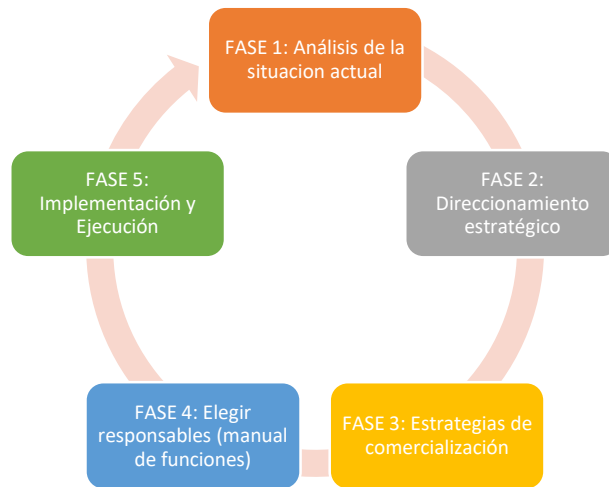 FASE 1: Análisis de la
situacion actual
FASE 2:
Direccionamiento
estratégico
FASE 3: Estrategias de
comercialización
FASE 4: Elegir
responsables (manual
de funciones)
FASE 5:
Implementación y
Ejecución